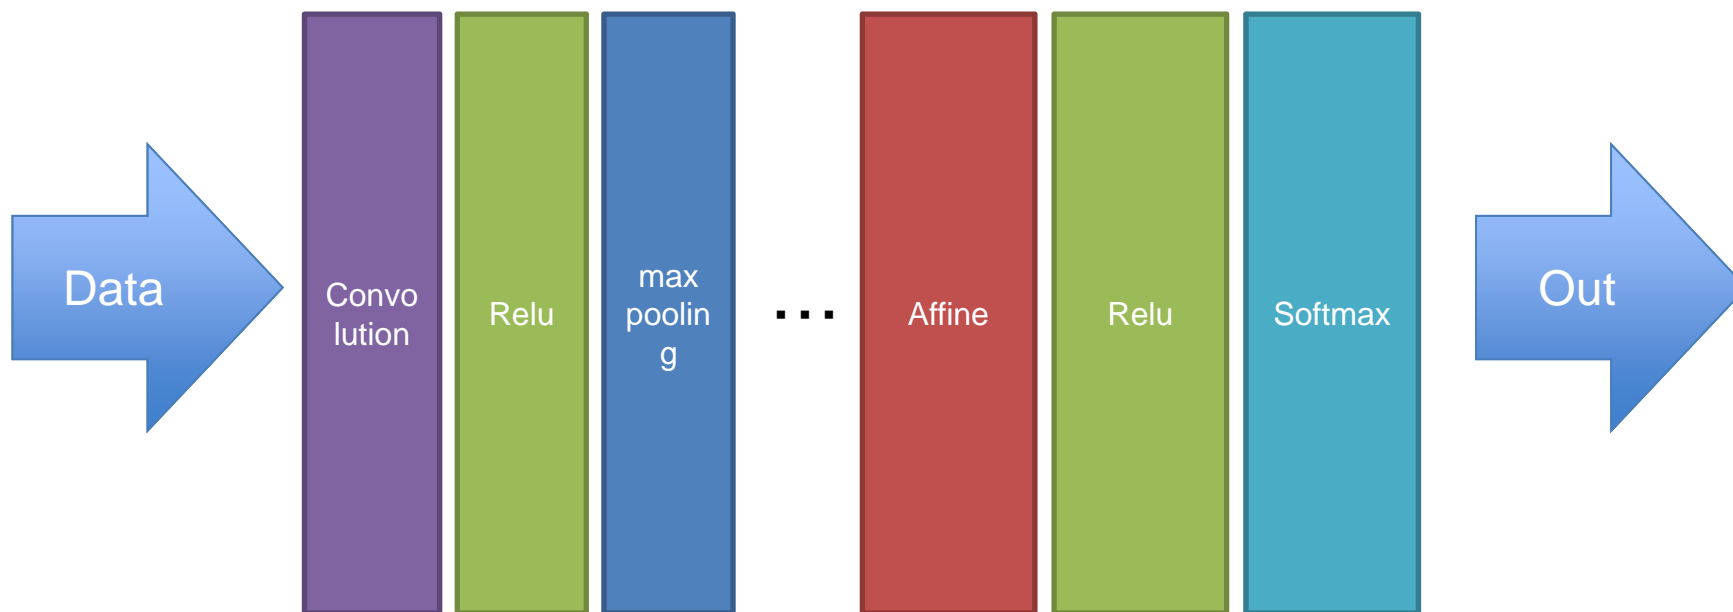 Data
Convo
lution
Relu
max
poolin
g
...
Affine
Relu
Softmax
Out